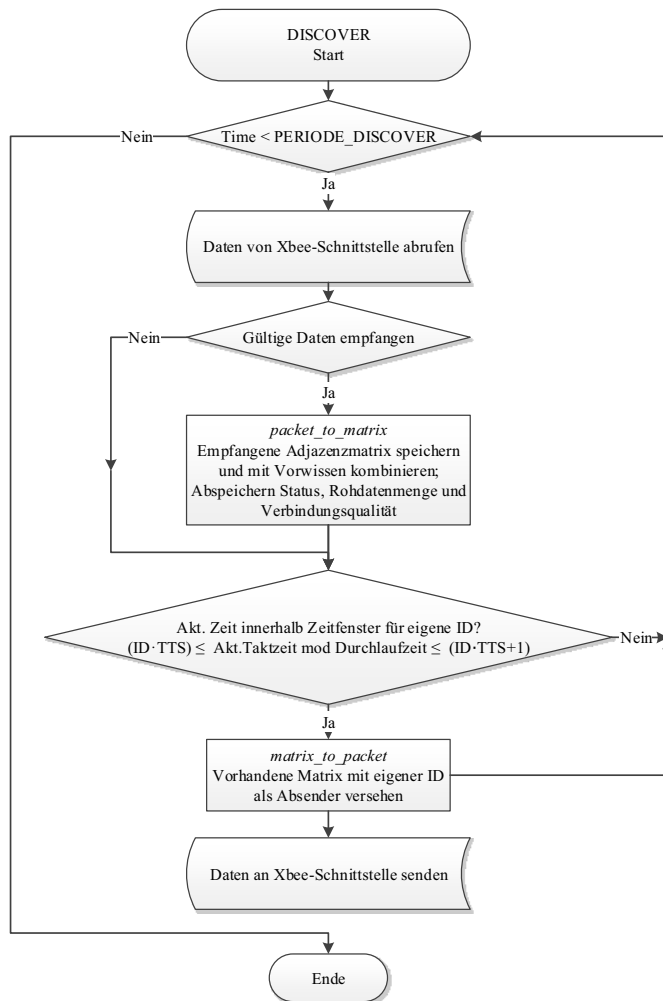 DISCOVER
Start
Nein
Time < PERIODE_DISCOVER
Ja
Daten von Xbee-Schnittstelle abrufen
Nein
Gültige Daten empfangen
Ja
packet_to_matrix
Empfangene Adjazenzmatrix speichern
und mit Vorwissen kombinieren;
Abspeichern Status, Rohdatenmenge und
Verbindungsqualität
Akt. Zeit innerhalb Zeitfenster für eigene ID?
(ID·TTS) ≤ Akt.Taktzeit mod Durchlaufzeit ≤ (ID·TTS+1)
Nein
Ja
matrix_to_packet
Vorhandene Matrix mit eigener ID
als Absender versehen
Daten an Xbee-Schnittstelle senden
Ende